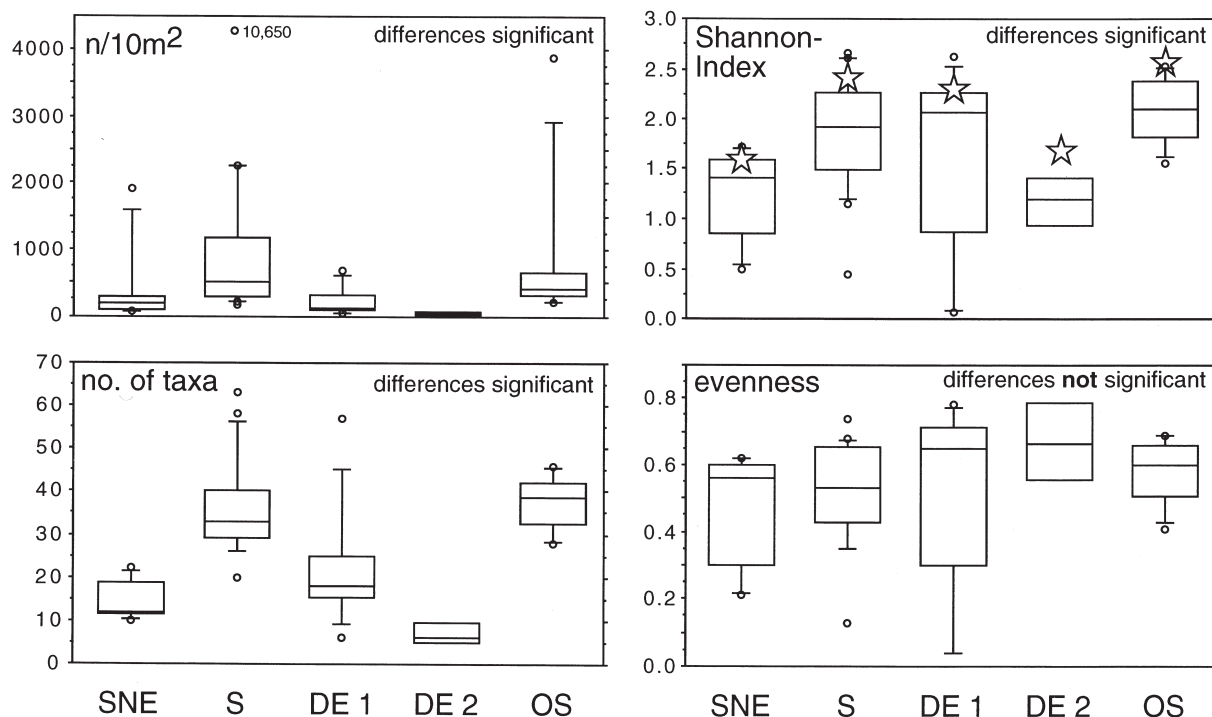 n/10m²
10,650
differences significant
4000
3000
2000
1000
0
Shannon-
Index
differences significant
3.0
2.5
2.0
1.5
1.0
0.5
0.0
no. of taxa
differences significant
70
60
50
40
30
20
10
0
evenness
differences not significant
0.8
0.6
0.4
0.2
0.0
SNE S DE 1 DE 2 OS
SNE S DE 1 DE 2 OS